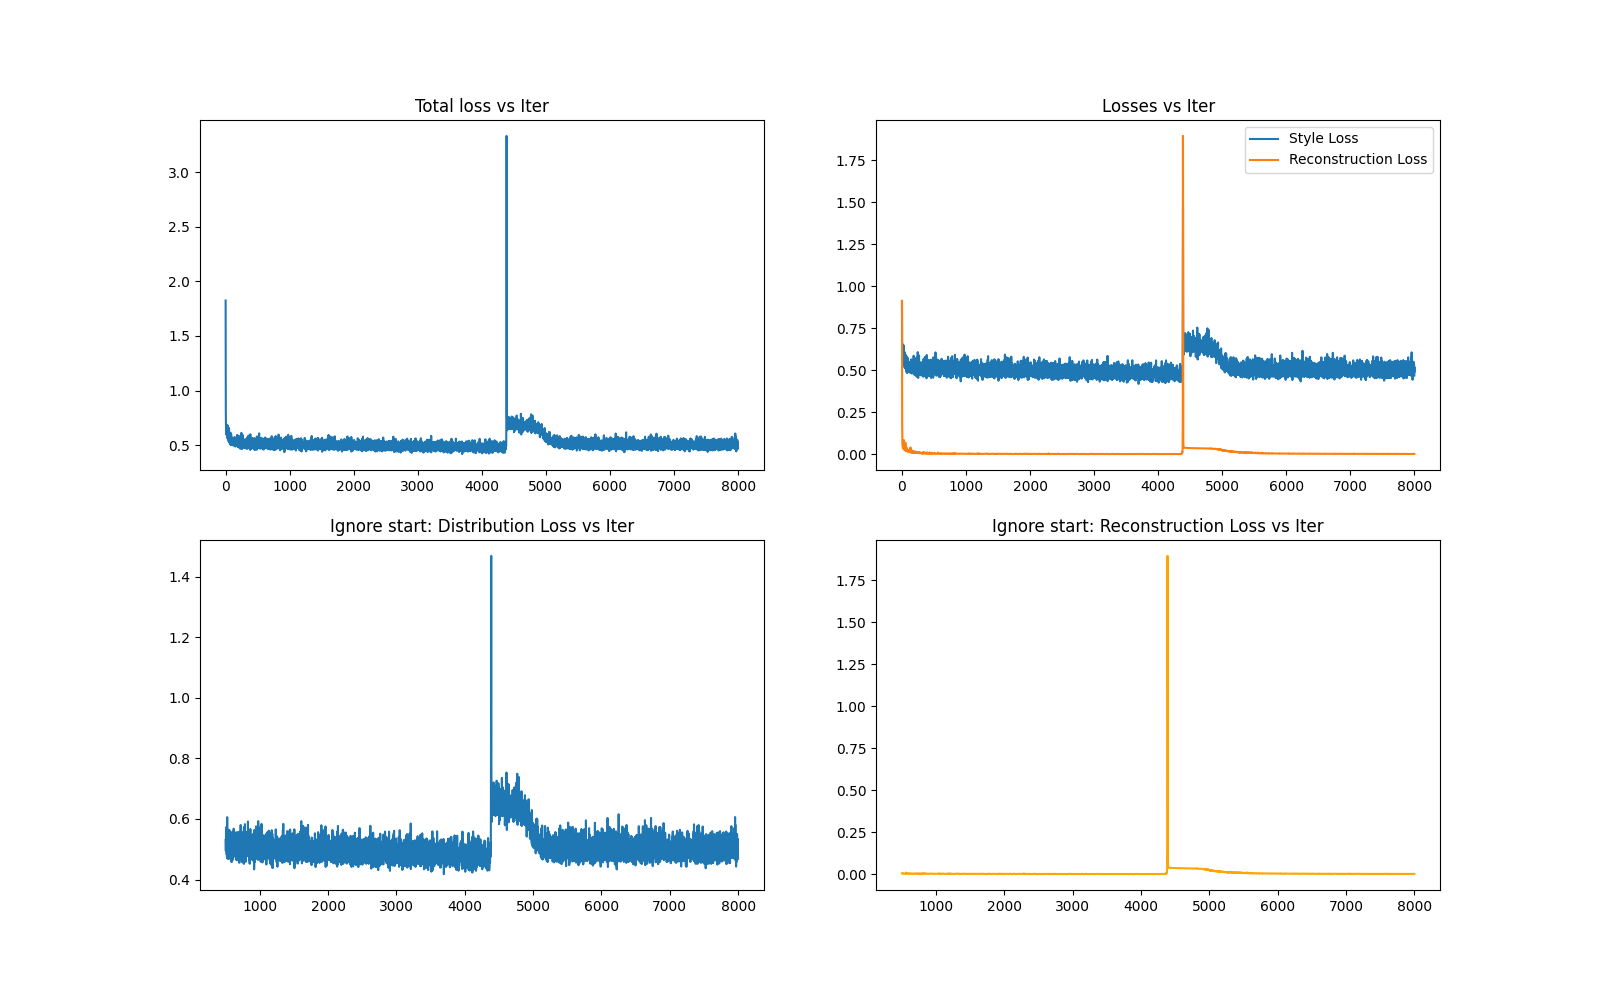 Total loss vs Iter
3.0
2.5
2.0
1.5
1.0
0.5
0 1000 2000 3000 4000 5000 6000 7000 8000
Losses vs Iter
Style Loss
Reconstruction Loss
1.75
1.50
1.25
1.00
0.75
0.50
0.25
0.00
0 1000 2000 3000 4000 5000 6000 7000 8000
Ignore start: Distribution Loss vs Iter
1.4
1.2
1.0
0.8
0.6
0.4
1000 2000 3000 4000 5000 6000 7000 8000
Ignore start: Reconstruction Loss vs Iter
1.75
1.50
1.25
1.00
0.75
0.50
0.25
0.00
1000 2000 3000 4000 5000 6000 7000 8000